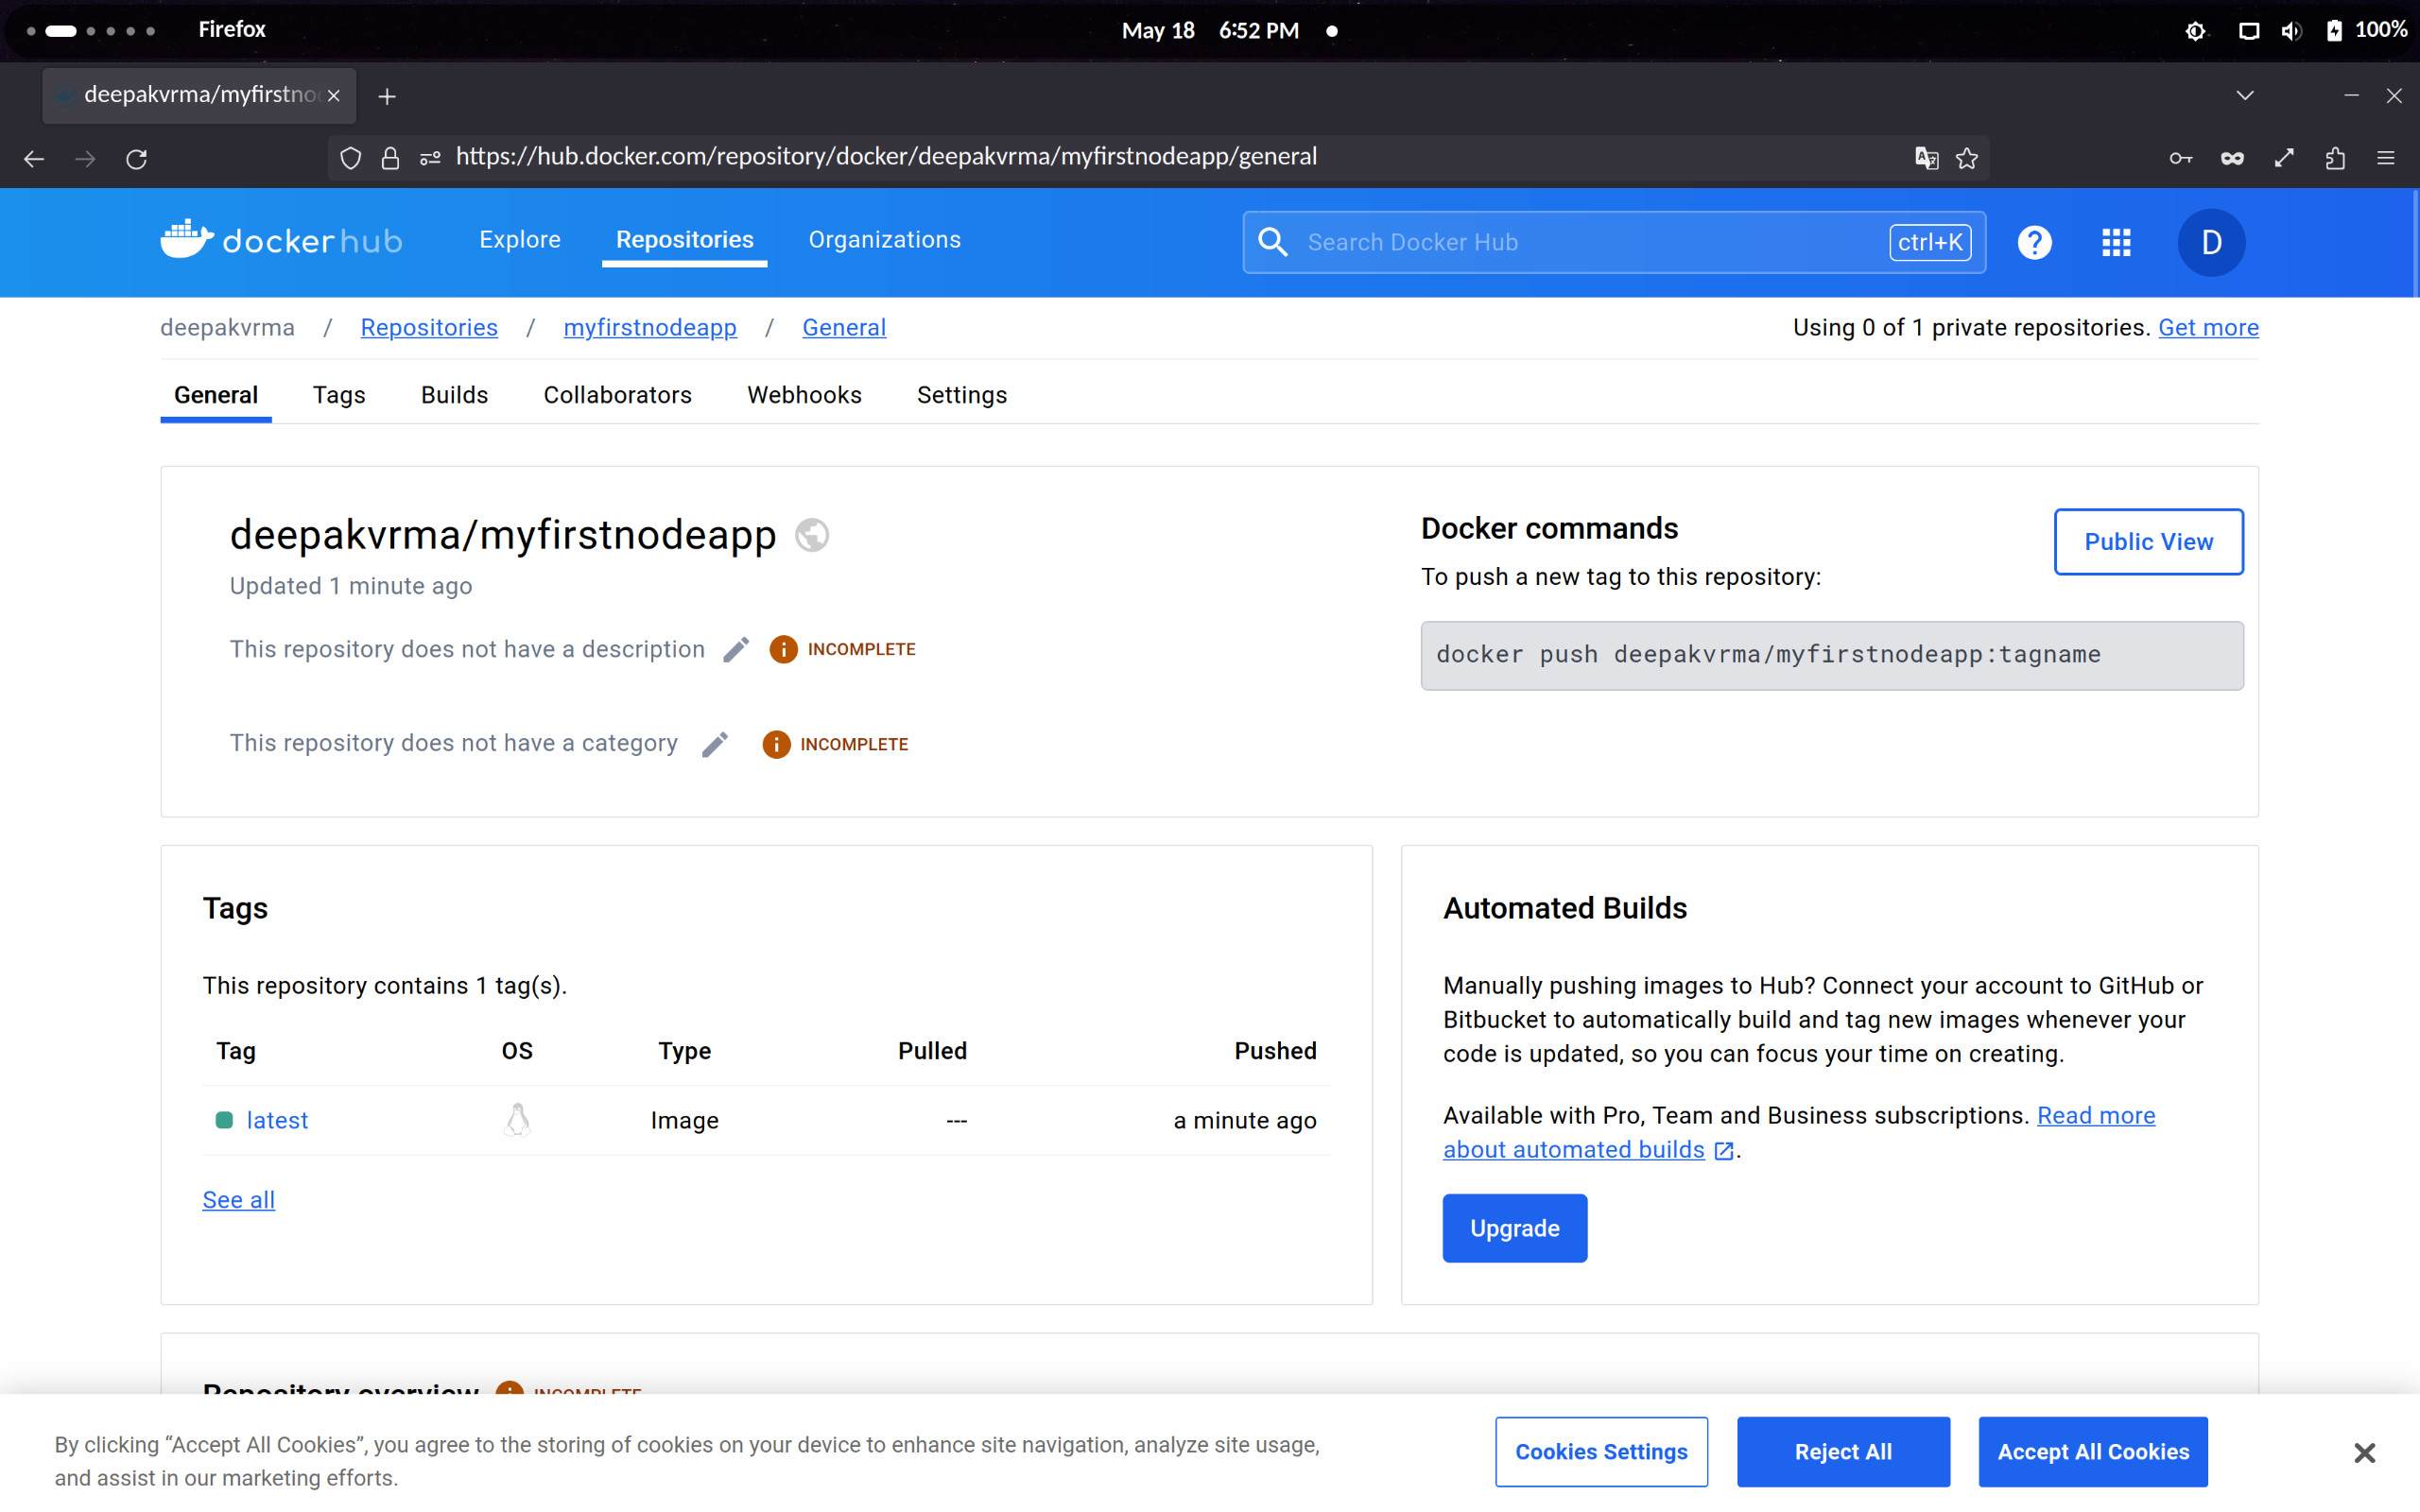 Firefox
May 18 6:52 PM
100%
deepakvrma/myfirstno
https://hub.docker.com/repository/docker/deepakvrma/myfirstnodeapp/general
dockerhub
Explore
Repositories
Organizations
Search Docker Hub
ctrl+K
?
D
deepakvrma / Repositories / myfirstnodeapp / General
Using 0 of 1 private repositories. Get more
General
Tags
Builds
Collaborators
Webhooks
Settings
deepakvrma/myfirstnodeapp
Updated 1 minute ago
This repository does not have a description
INCOMPLETE
This repository does not have a category
INCOMPLETE
Docker commands
Public View
To push a new tag to this repository:
docker push deepakvrma/myfirstnodeapp:tagname
Tags
This repository contains 1 tag(s).
Tag OS Type Pulled Pushed
latest Image --- a minute ago
See all
Automated Builds
Manually pushing images to Hub? Connect your account to GitHub or
Bitbucket to automatically build and tag new images whenever your
code is updated, so you can focus your time on creating.
Available with Pro, Team and Business subscriptions. Read more
about automated builds.
Upgrade
Repository overview INCOMPLETE
By clicking “Accept All Cookies”, you agree to the storing of cookies on your device to enhance site navigation, analyze site usage,
and assist in our marketing efforts.
Cookies Settings
Reject All
Accept All Cookies